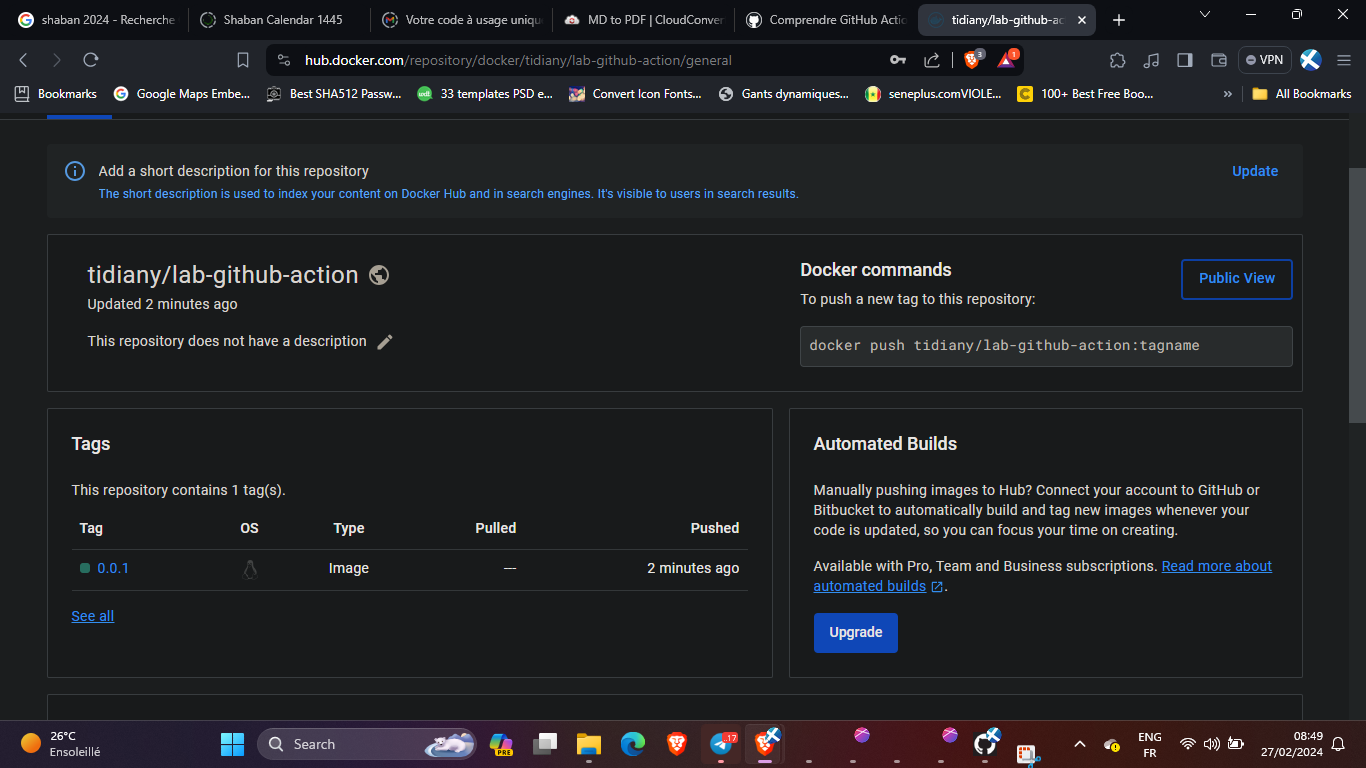 shaban 2024 - Recherche
Shaban Calendar 1445
Votre code à usage uniqu
MD to PDF | CloudConver
Comprendre GitHub Actio
tidiany/lab-github-ac
hub.docker.com/repository/docker/tidiany/lab-github-action/general
3
1
VPN
Bookmarks
Google Maps Embe...
Best SHA512 Passw...
33 templates PSD e...
Convert Icon Fonts...
Gants dynamiques...
seneplus.comVIOLE...
100+ Best Free Boo...
»
All Bookmarks
Add a short description for this repository
Update
The short description is used to index your content on Docker Hub and in search engines. It's visible to users in search results.
tidiany/lab-github-action
Updated 2 minutes ago
This repository does not have a description
Docker commands
Public View
To push a new tag to this repository:
docker push tidiany/lab-github-action:tagname
Tags
This repository contains 1 tag(s).
Tag OS Type Pulled Pushed
0.0.1 Image --- 2 minutes ago
See all
Automated Builds
Manually pushing images to Hub? Connect your account to GitHub or
Bitbucket to automatically build and tag new images whenever your
code is updated, so you can focus your time on creating.
Available with Pro, Team and Business subscriptions. Read more about
automated builds .
Upgrade
26°C
Ensoleillé
Search
PRE
17
ENG
FR
08:49
27/02/2024